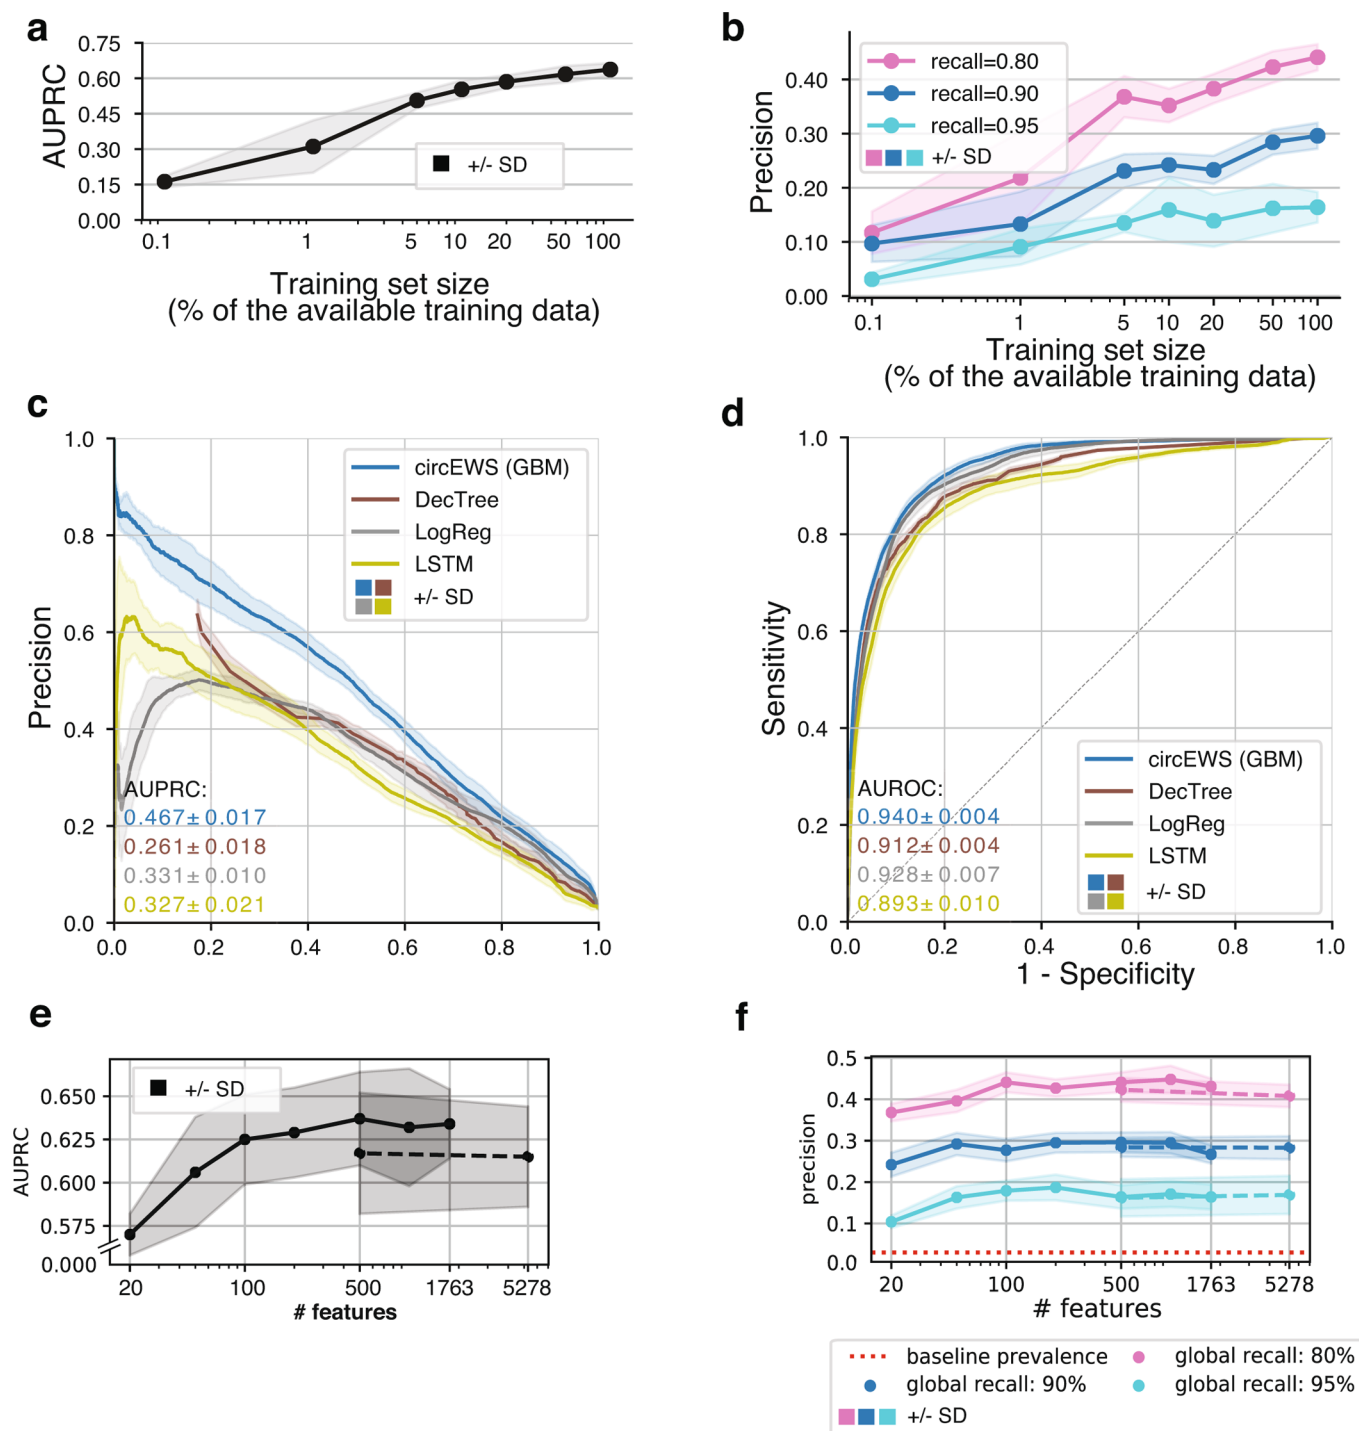 a
0.75
0.60
0.45
0.30
0.15
0.00
AUPRC
+/- SD
0.1 1 5 10 20 50 100
Training set size
(% of the available training data)
b
recall=0.80
recall=0.90
recall=0.95
+/- SD
0.40
0.30
0.20
0.10
0.00
Precision
0.1 1 5 10 20 50 100
Training set size
(% of the available training data)
c
1.0
0.8
0.6
0.4
0.2
0.0
Precision
circEWS (GBM)
DecTree
LogReg
LSTM
+/- SD
AUPRC:
0.467± 0.017
0.261± 0.018
0.331± 0.010
0.327± 0.021
0.0 0.2 0.4 0.6 0.8 1.0
d
1.0
0.8
0.6
0.4
0.2
0.0
Sensitivity
AUROC:
0.940± 0.004
0.912± 0.004
0.928± 0.007
0.893± 0.010
circEWS (GBM)
DecTree
LogReg
LSTM
+/- SD
0.0 0.2 0.4 0.6 0.8 1.0
1 - Specificity
e
+/- SD
0.650
0.625
0.600
0.575
0.000
AUPRC
20 100 500 1763 5278
# features
f
0.5
0.4
0.3
0.2
0.1
0.0
precision
20 100 500 1763 5278
# features
baseline prevalence
global recall: 80%
global recall: 90%
global recall: 95%
+/- SD